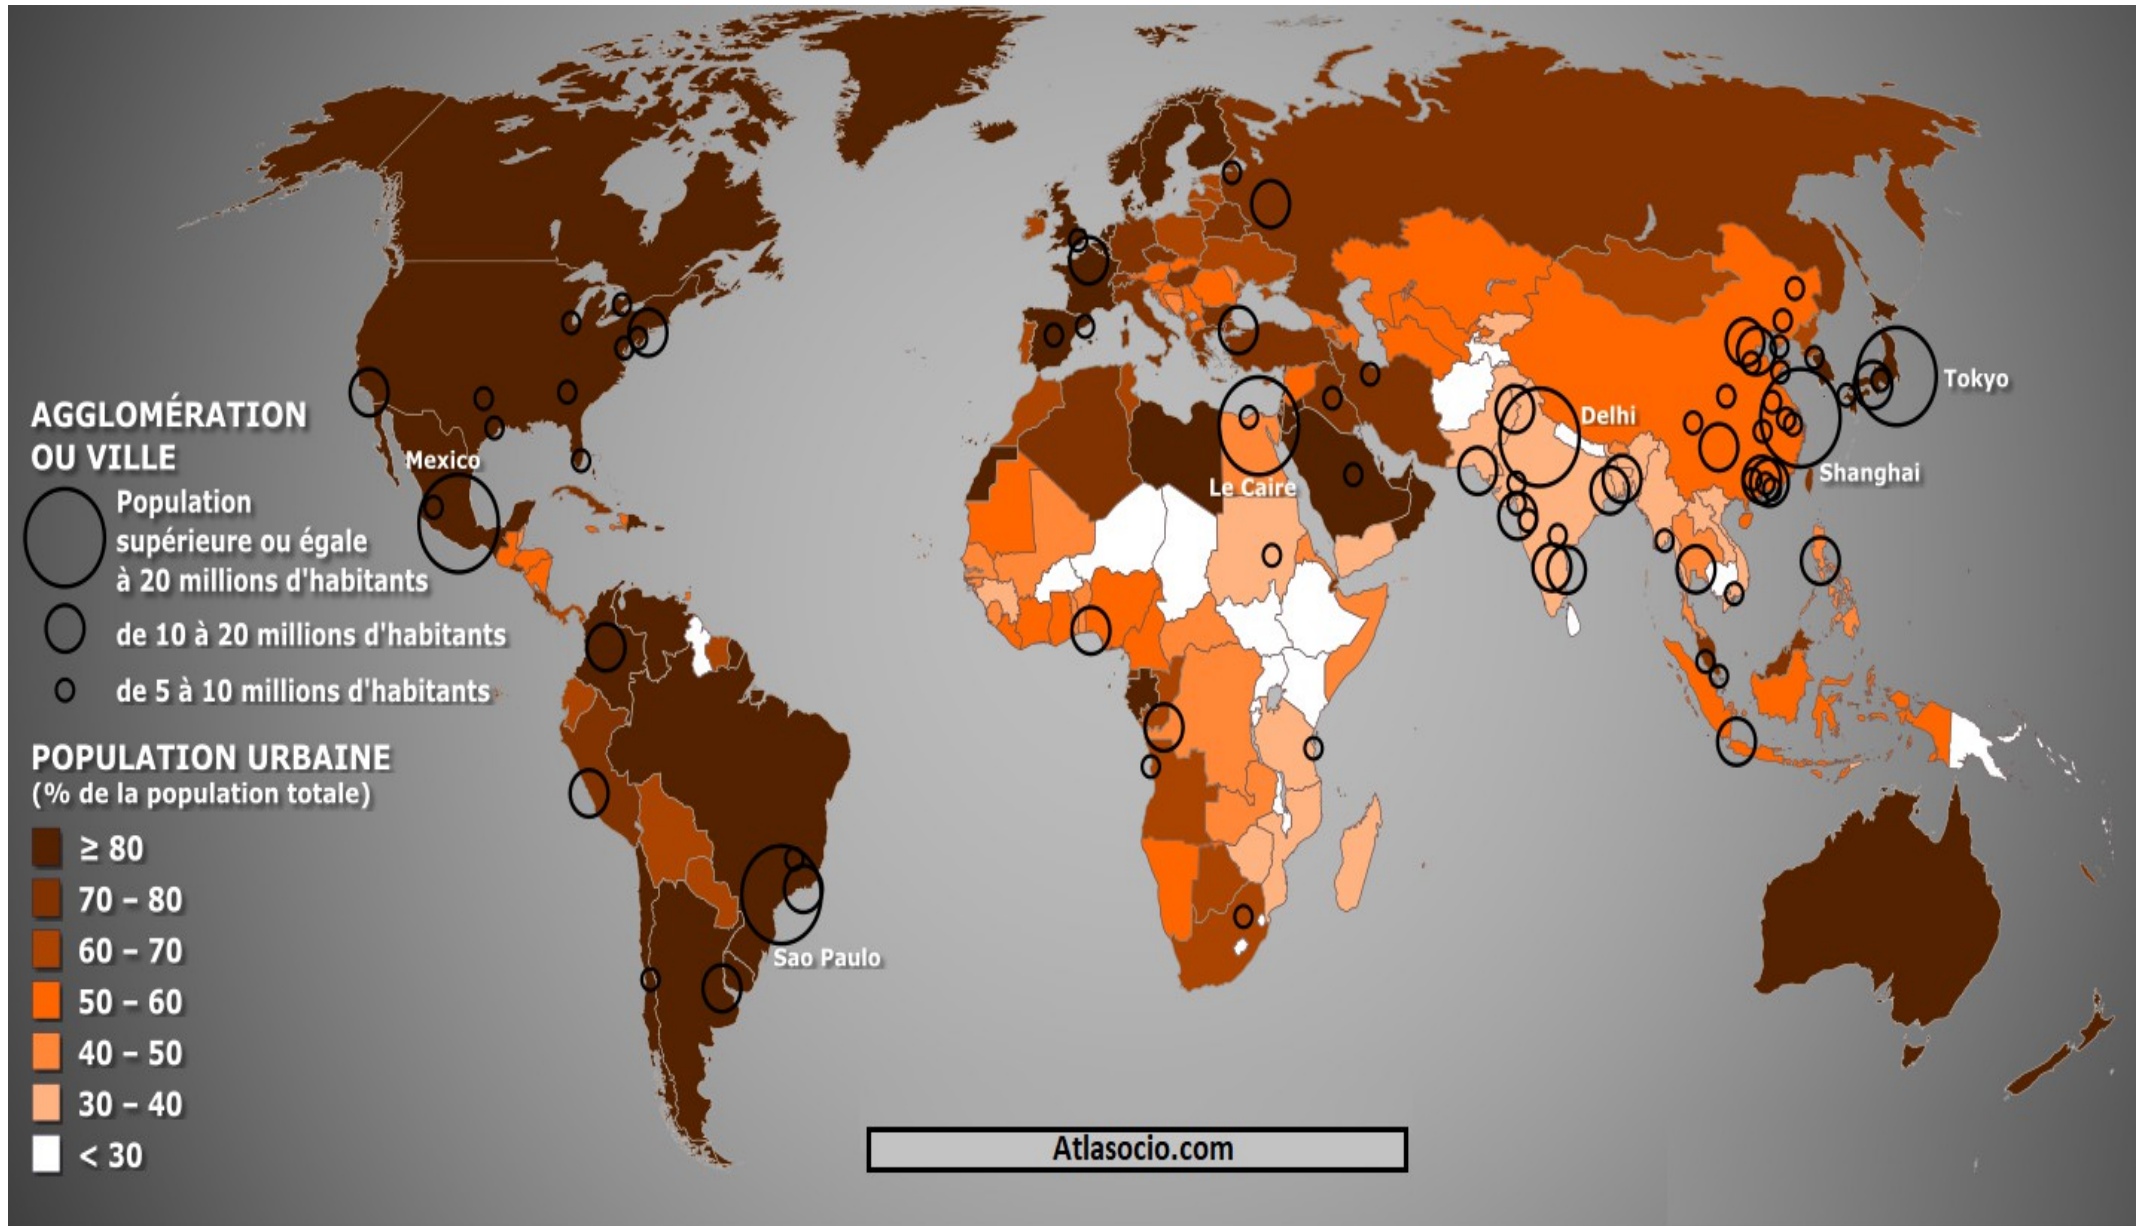 AGGLOMÉRATION
OU VILLE
Population
supérieure ou égale
à 20 millions d'habitants
de 10 à 20 millions d'habitants
de 5 à 10 millions d'habitants
POPULATION URBAINE
(% de la population totale)
≥ 80
70 – 80
60 – 70
50 – 60
40 – 50
30 – 40
< 30
Mexico
Sao Paulo
Le Caire
Delhi
Shanghai
Tokyo
Atlasocio.com